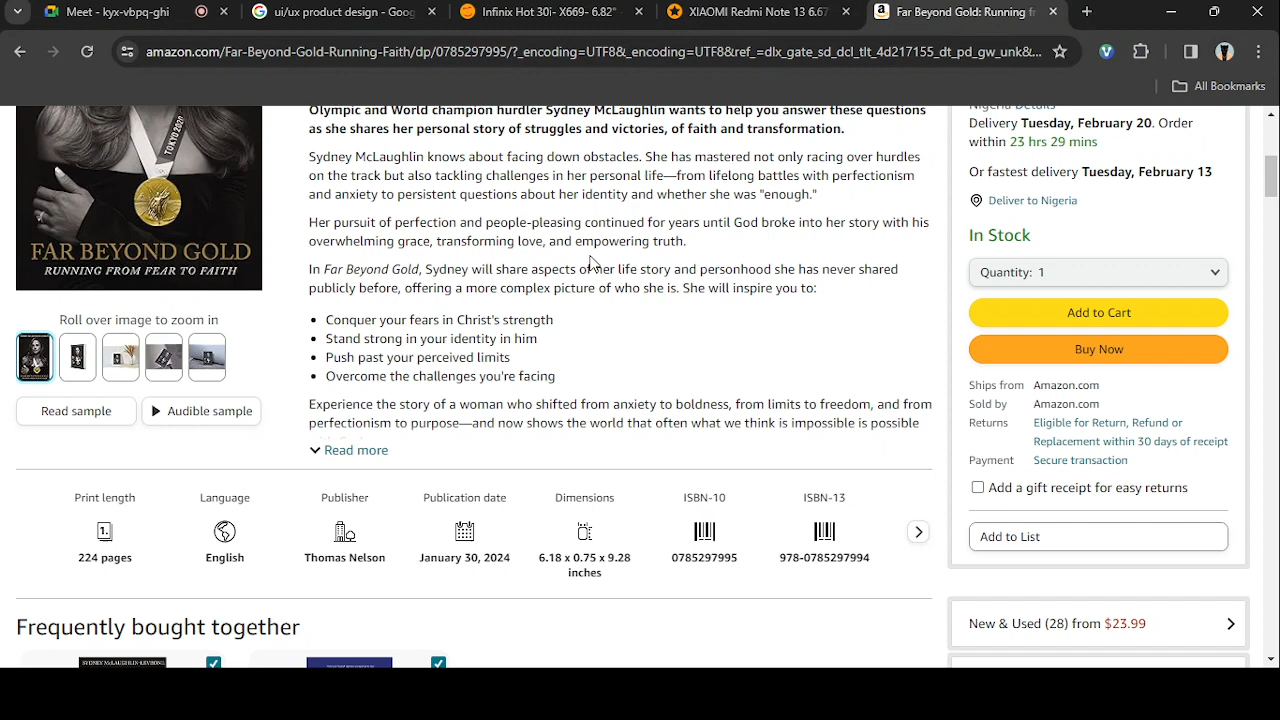 Meet - kyx-vbpq-ghi
ui/ux product design - Goog
Infinix Hot 30i - X669- 6.82"
XIAOMI Redmi Note 13 6.67
Far Beyond Gold: Running fr
amazon.com/Far-Beyond-Gold-Running-Faith/dp/0785297995/?_encoding=UTF8&_encoding=UTF8&ref_=dlx_gate_sd_dcl_tlt_4d217155_dt_pd_gw_unk&...
All Bookmarks
TOKYO 2020
FAR BEYOND GOLD
RUNNING FROM FEAR TO FAITH
Roll over image to zoom in
Read sample
Audible sample
Olympic and World champion hurdler Sydney McLaughlin wants to help you answer these questions
as she shares her personal story of struggles and victories, of faith and transformation.
Sydney McLaughlin knows about facing down obstacles. She has mastered not only racing over hurdles
on the track but also tackling challenges in her personal life—from lifelong battles with perfectionism
and anxiety to persistent questions about her identity and whether she was "enough."
Her pursuit of perfection and people-pleasing continued for years until God broke into her story with his
overwhelming grace, transforming love, and empowering truth.
In Far Beyond Gold, Sydney will share aspects of her life story and personhood she has never shared
publicly before, offering a more complex picture of who she is. She will inspire you to:
• Conquer your fears in Christ's strength
• Stand strong in your identity in him
• Push past your perceived limits
• Overcome the challenges you're facing
Experience the story of a woman who shifted from anxiety to boldness, from limits to freedom, and from
perfectionism to purpose—and now shows the world that often what we think is impossible is possible
Read more
Print length
Language
Publisher
Publication date
Dimensions
ISBN-10
ISBN-13
224 pages
English
Thomas Nelson
January 30, 2024
6.18 x 0.75 x 9.28
inches
0785297995
978-0785297994
Frequently bought together
SYDNEY MCLAUGHLIN-LEVRONE
Nigeria Details
Delivery Tuesday, February 20. Order
within 23 hrs 29 mins
Or fastest delivery Tuesday, February 13
Deliver to Nigeria
In Stock
Quantity: 1
Add to Cart
Buy Now
Ships from Amazon.com
Sold by Amazon.com
Returns Eligible for Return, Refund or
Replacement within 30 days of receipt
Payment Secure transaction
Add a gift receipt for easy returns
Add to List
New & Used (28) from $23.99